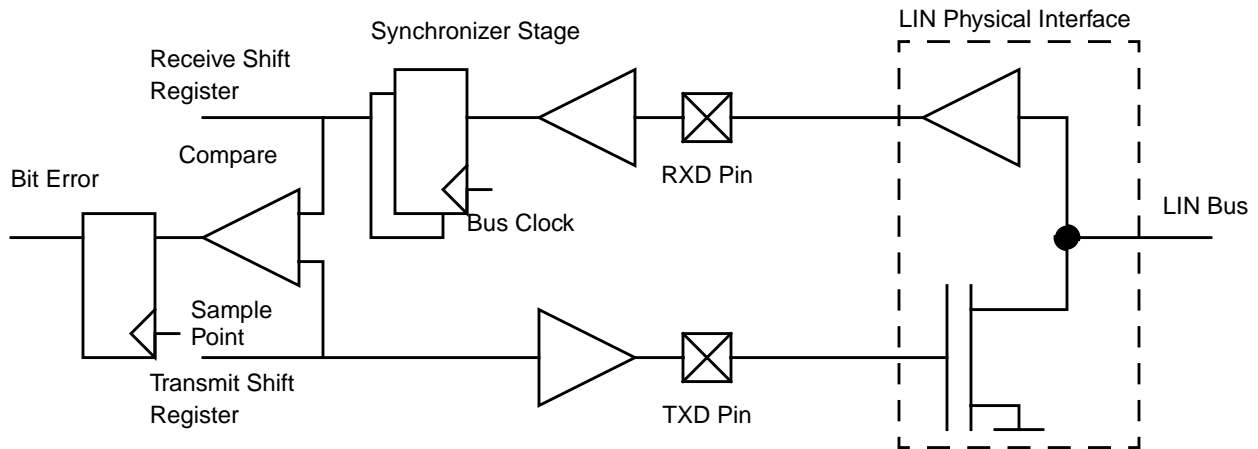 LIN Physical Interface
Synchronizer Stage
Receive Shift
Register
Compare
RXD Pin
Bit Error
Bus Clock
LIN Bus
Sample
Point
Transmit Shift
Register
TXD Pin